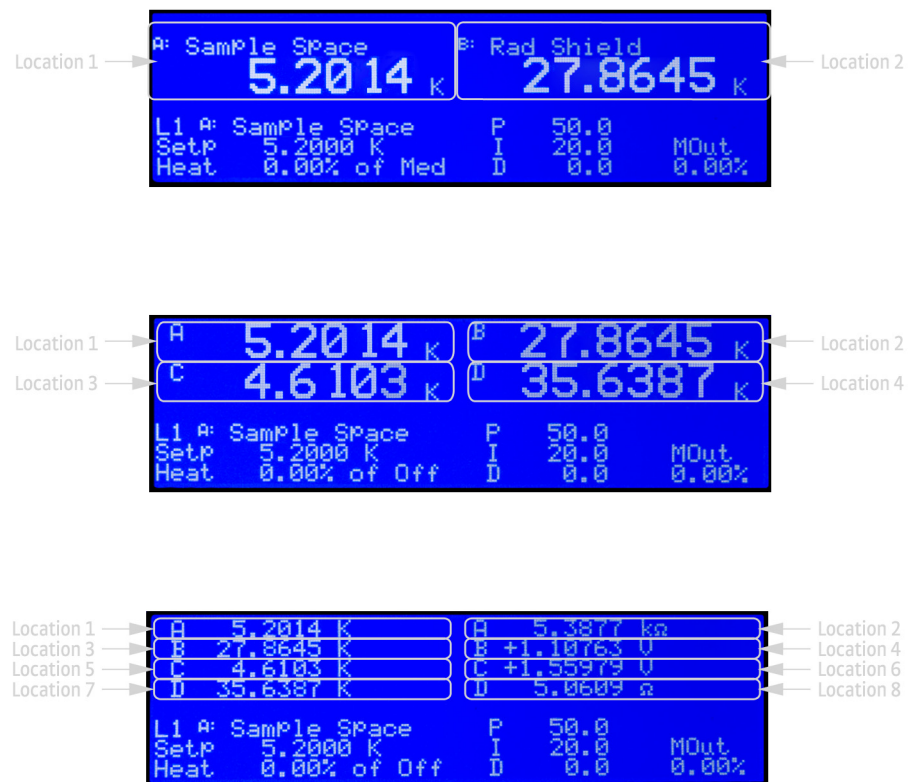 A: Sample Space B: Rad Shield
Location 1 5.2014 K 27.8645 K Location 2
L1 A: Sample Space P 50.0
Setp 5.2000 K I 20.0 MOut
Heat 0.00% of Med D 0.0 0.00%
Location 1 A 5.2014 K B 27.8645 K Location 2
Location 3 C 4.6103 K D 35.6387 K Location 4
L1 A: Sample Space P 50.0
Setp 5.2000 K I 20.0 MOut
Heat 0.00% of Off D 0.0 0.00%
Location 1 A 5.2014 K A 5.3877 kΩ Location 2
Location 3 B 27.8645 K B +1.10763 V Location 4
Location 5 C 4.6103 K C +1.55979 V Location 6
Location 7 D 35.6387 K D 5.0609 Ω Location 8
L1 A: Sample Space P 50.0
Setp 5.2000 K I 20.0 MOut
Heat 0.00% of Off D 0.0 0.00%